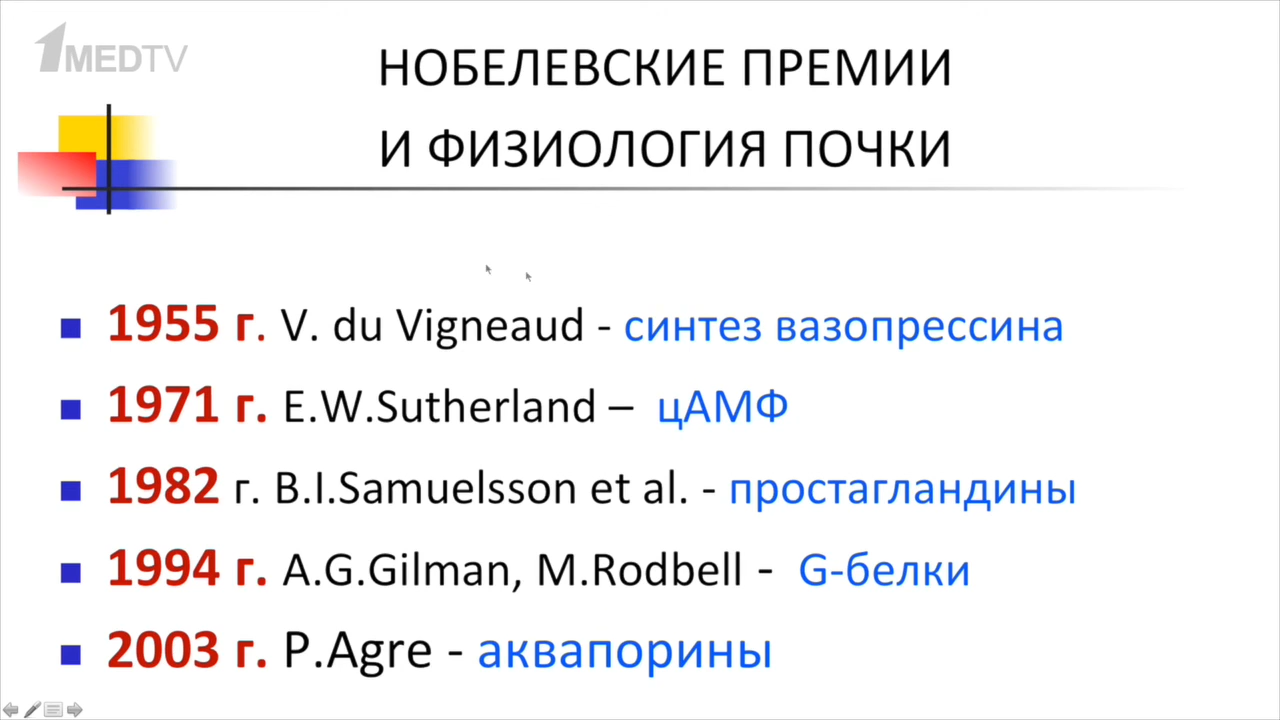 1MEDTV
НОБЕЛЕВСКИЕ ПРЕМИИ
И ФИЗИОЛОГИЯ ПОЧКИ
1955 г. V. du Vigneaud - синтез вазопрессина
1971 г. E.W.Sutherland – цАМФ
1982 г. B.I.Samuelsson et al. - простагландины
1994 г. A.G.Gilman, M.Rodbell - G-белки
2003 г. P.Agre - аквапорины